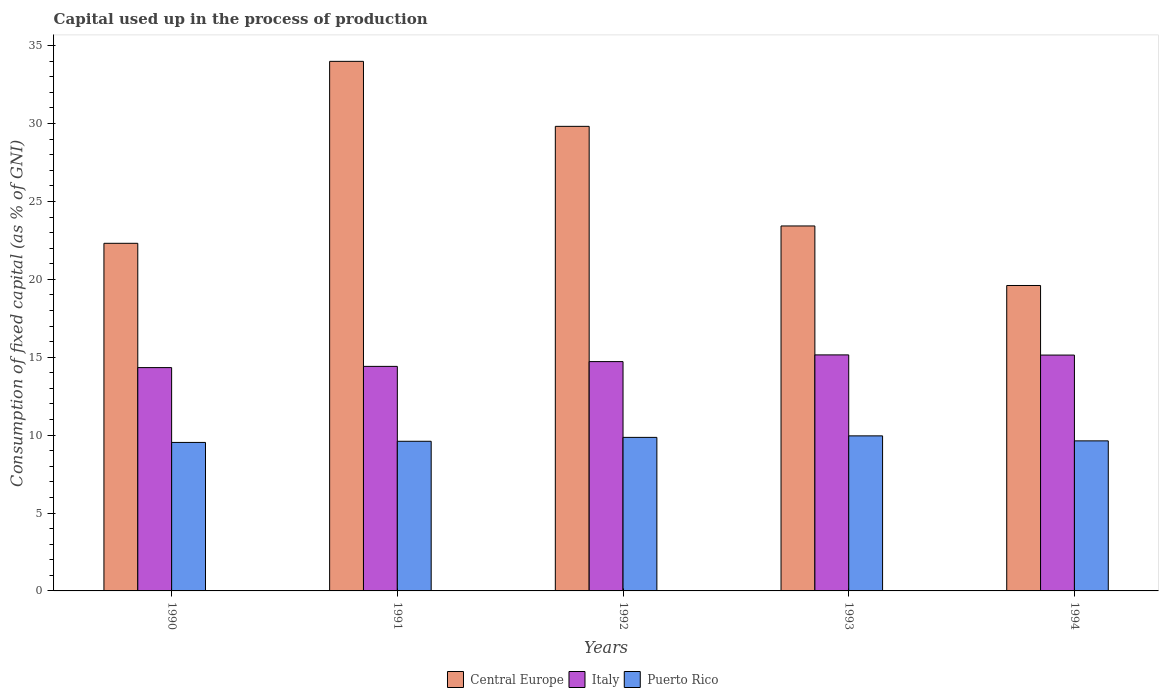 Capital used up in the process of production
Consumption of fixed capital (as % of GNI)
35
30
25
20
15
10
5
0
1990
1991
1992
1993
1994
Years
Central Europe
Italy
Puerto Rico